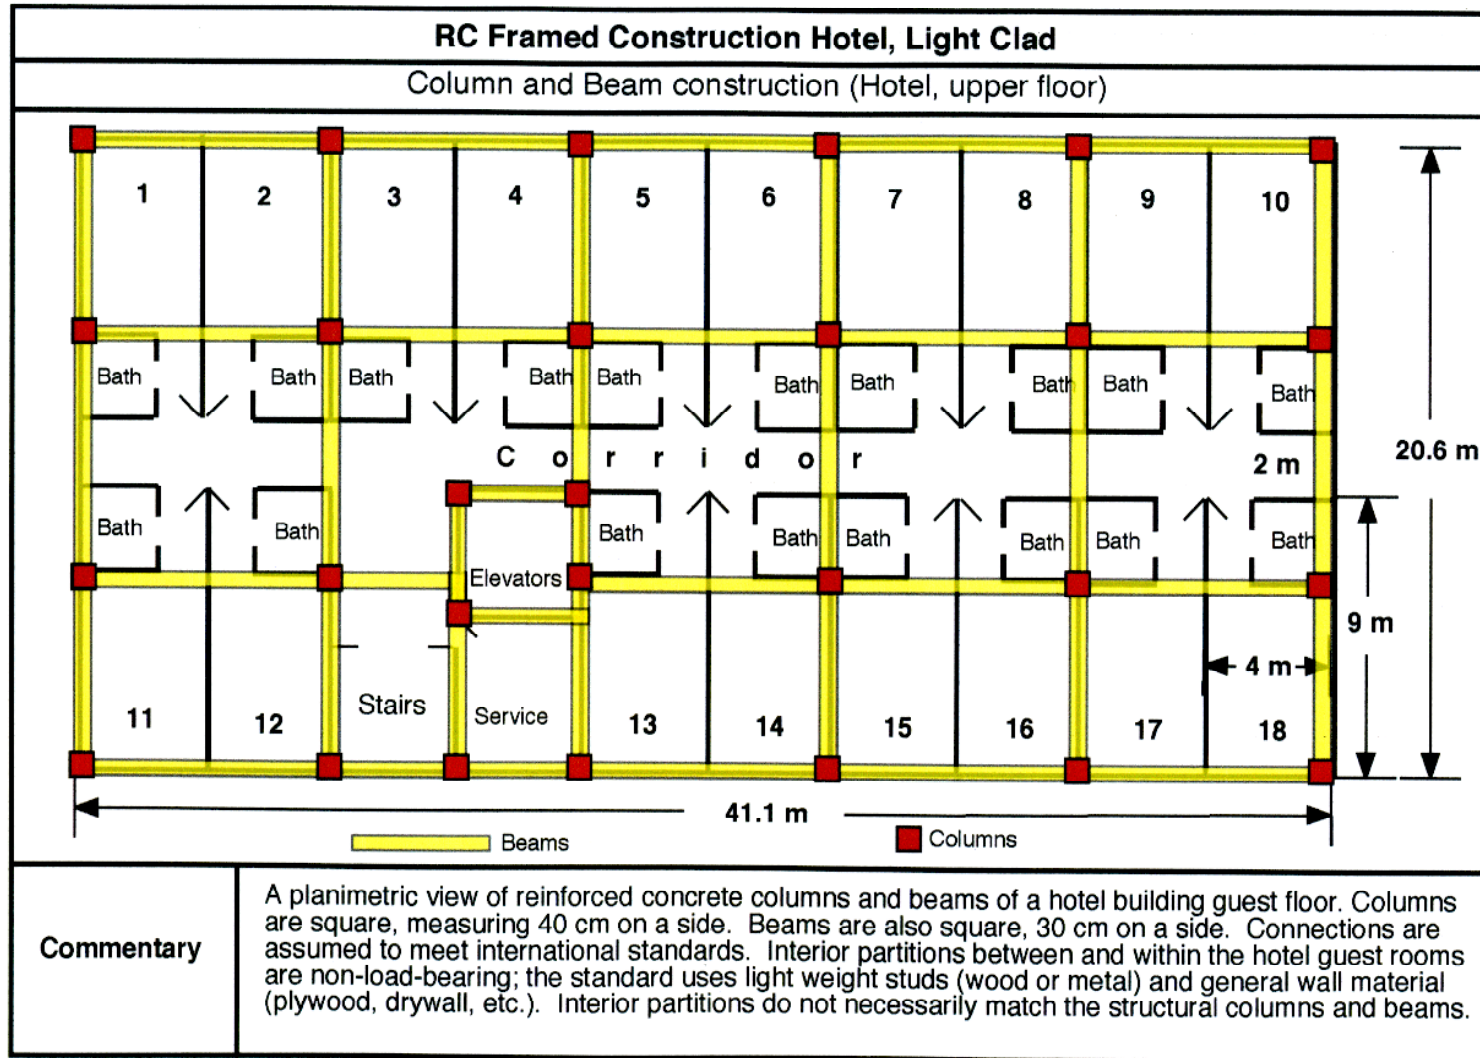 RC Framed Construction Hotel, Light Clad
Column and Beam construction (Hotel, upper floor)
1 2 3 4 5 6 7 8 9 10
Bath Bath Bath Bath Bath Bath Bath Bath Bath Bath
Corridor
2 m
20.6 m
Bath Bath Bath Bath Bath Bath Bath Bath
Elevators
9 m
4 m
11 12 Stairs Service 13 14 15 16 17 18
41.1 m
Beams
Columns
Commentary
A planimetric view of reinforced concrete columns and beams of a hotel building guest floor. Columns
are square, measuring 40 cm on a side. Beams are also square, 30 cm on a side. Connections are
assumed to meet international standards. Interior partitions between and within the hotel guest rooms
are non-load-bearing; the standard uses light weight studs (wood or metal) and general wall material
(plywood, drywall, etc.). Interior partitions do not necessarily match the structural columns and beams.